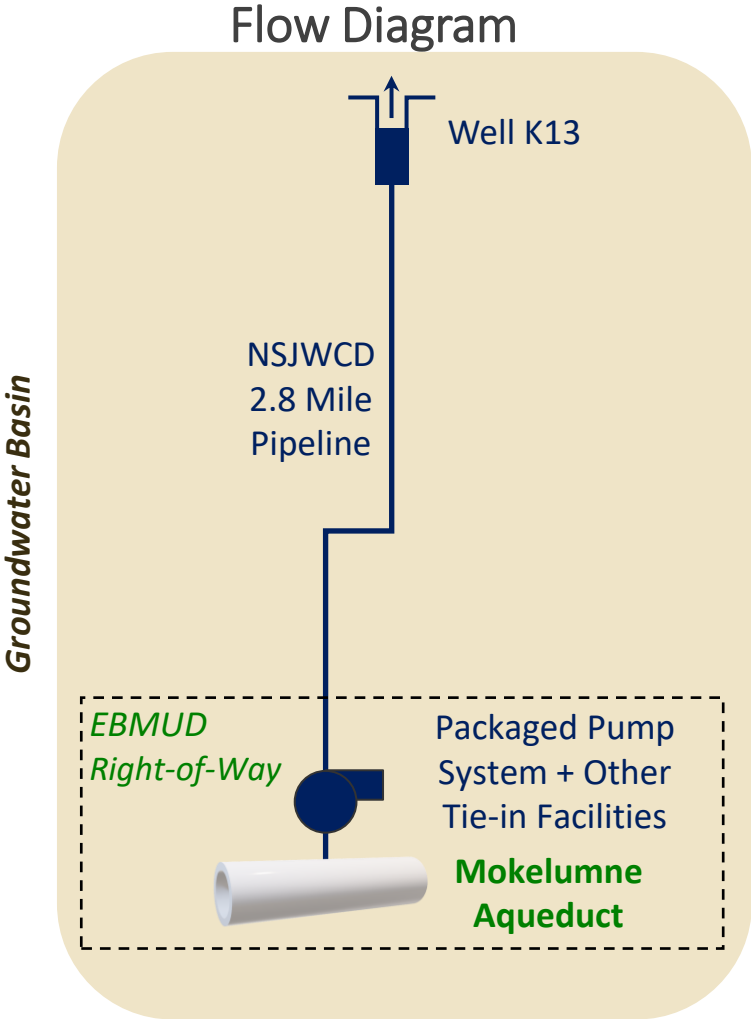 Flow Diagram
Well K13
NSJWCD
2.8 Mile
Pipeline
Groundwater Basin
EBMUD
Right-of-Way
Packaged Pump
System + Other
Tie-in Facilities
Mokelumne
Aqueduct